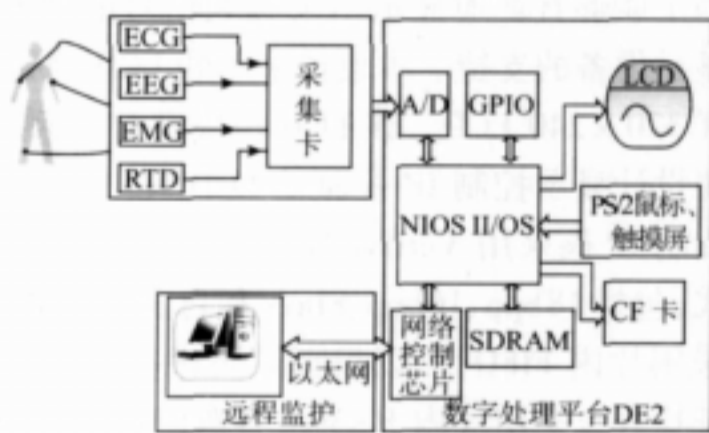 ECG
EEG
EMG
RTD
采
集
卡
A/D
GPIO
LCD
NIOS II/OS
PS/2鼠标、
触摸屏
CF 卡
SDRAM
网络
控制
芯片
以太网
远程监护
数字处理平台DE2